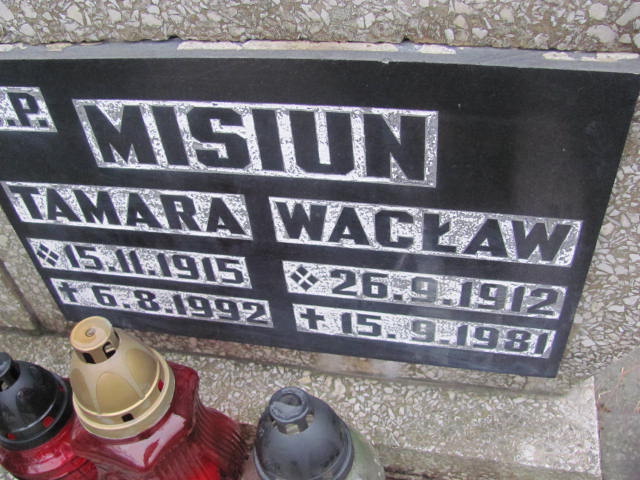 .P. MISIUN
TAMARA WACŁAW
15.11.1915 26.9.1912
6.8.1992 15.9.1981